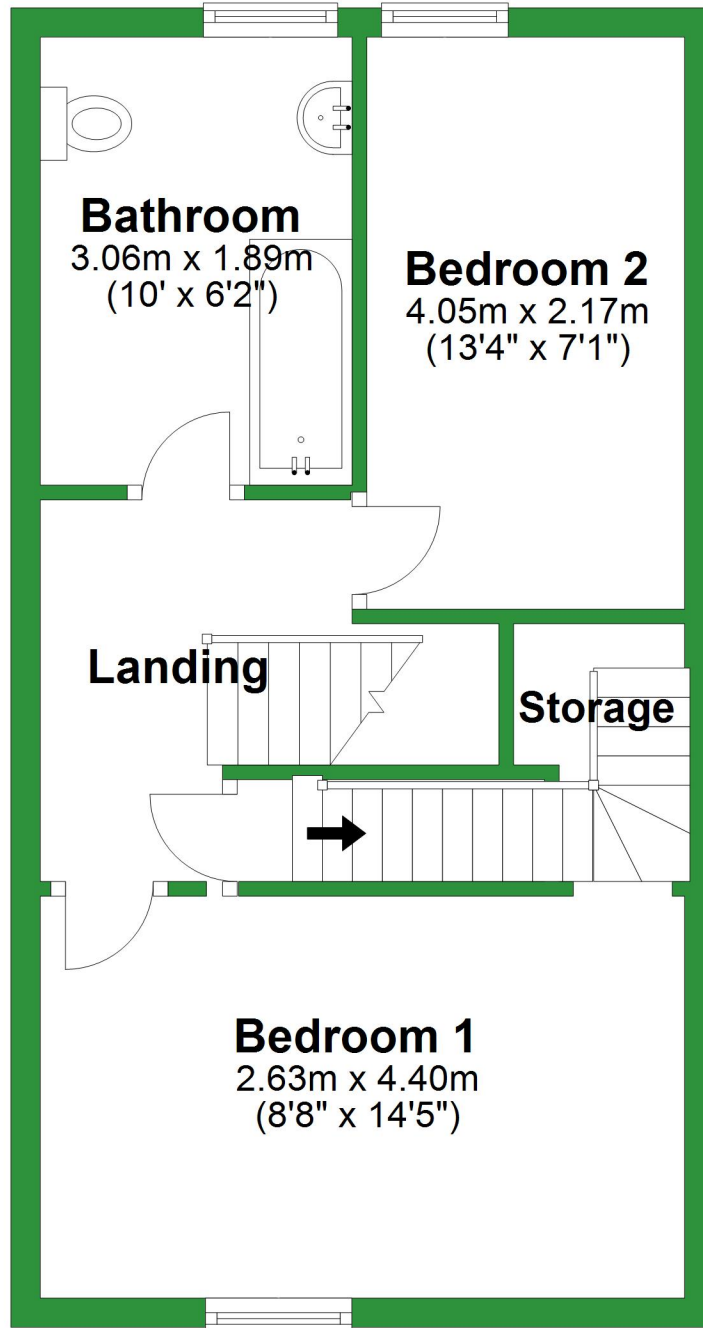 Bathroom
3.06m x 1.89m
(10' x 6'2")
Bedroom 2
4.05m x 2.17m
(13'4" x 7'1")
Landing
Storage
Bedroom 1
2.63m x 4.40m
(8'8" x 14'5")